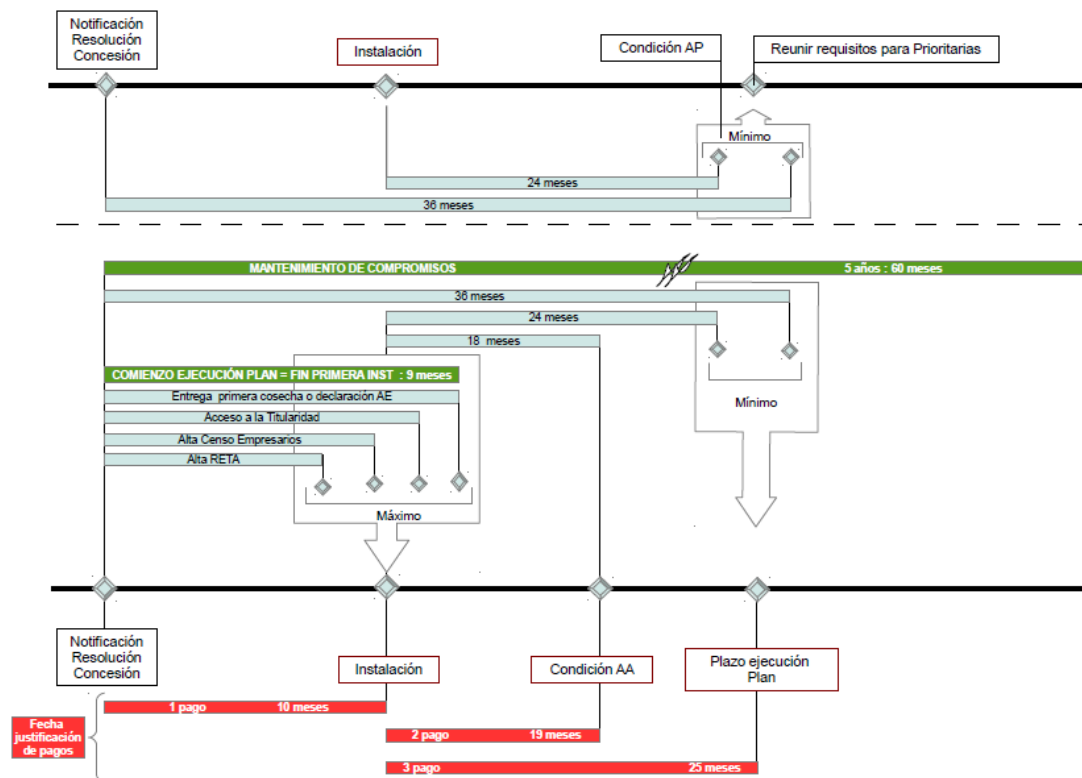 Notificación
Resolución
Concesión
Instalación
Condición AP
Reunir requisitos para Prioritarias
Mínimo
24 meses
36 meses
MANTENIMIENTO DE COMPROMISOS
5 años : 60 meses
36 meses
24 meses
18 meses
COMIENZO EJECUCIÓN PLAN = FIN PRIMERA INST : 9 meses
Entrega primera cosecha o declaración AE
Acceso a la Titularidad
Alta Censo Empresarios
Alta RETA
Mínimo
Máximo
Notificación
Resolución
Concesión
Instalación
Condición AA
Plazo ejecución
Plan
Fecha
justificación
de pagos
1 pago 10 meses
2 pago 19 meses
3 pago 25 meses